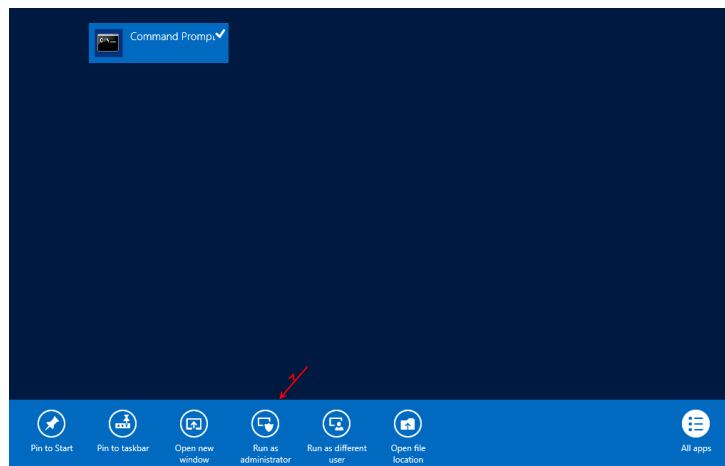 Command Promp
Pin to Start
Pin to taskbar
Open new
window
Run as
administrator
Run as different
user
Open file
location
All apps